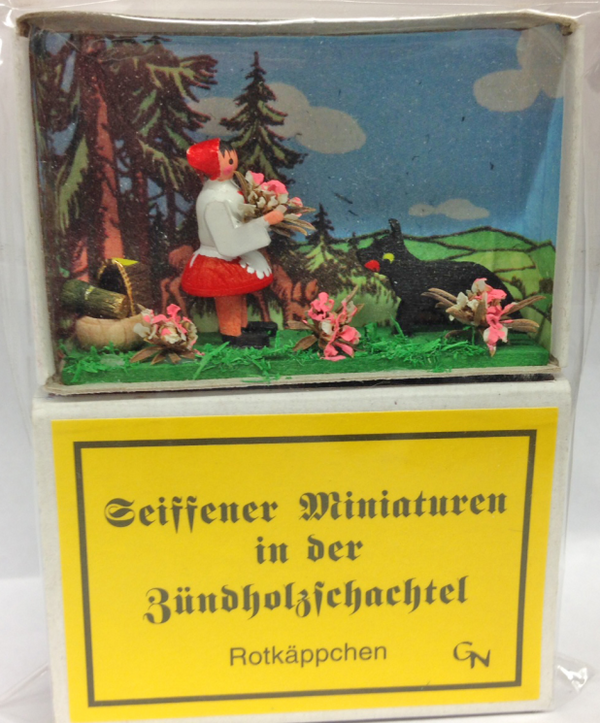 Seiffener Miniaturen
in der
Zündholzſchachtel
Rotkäppchen GN